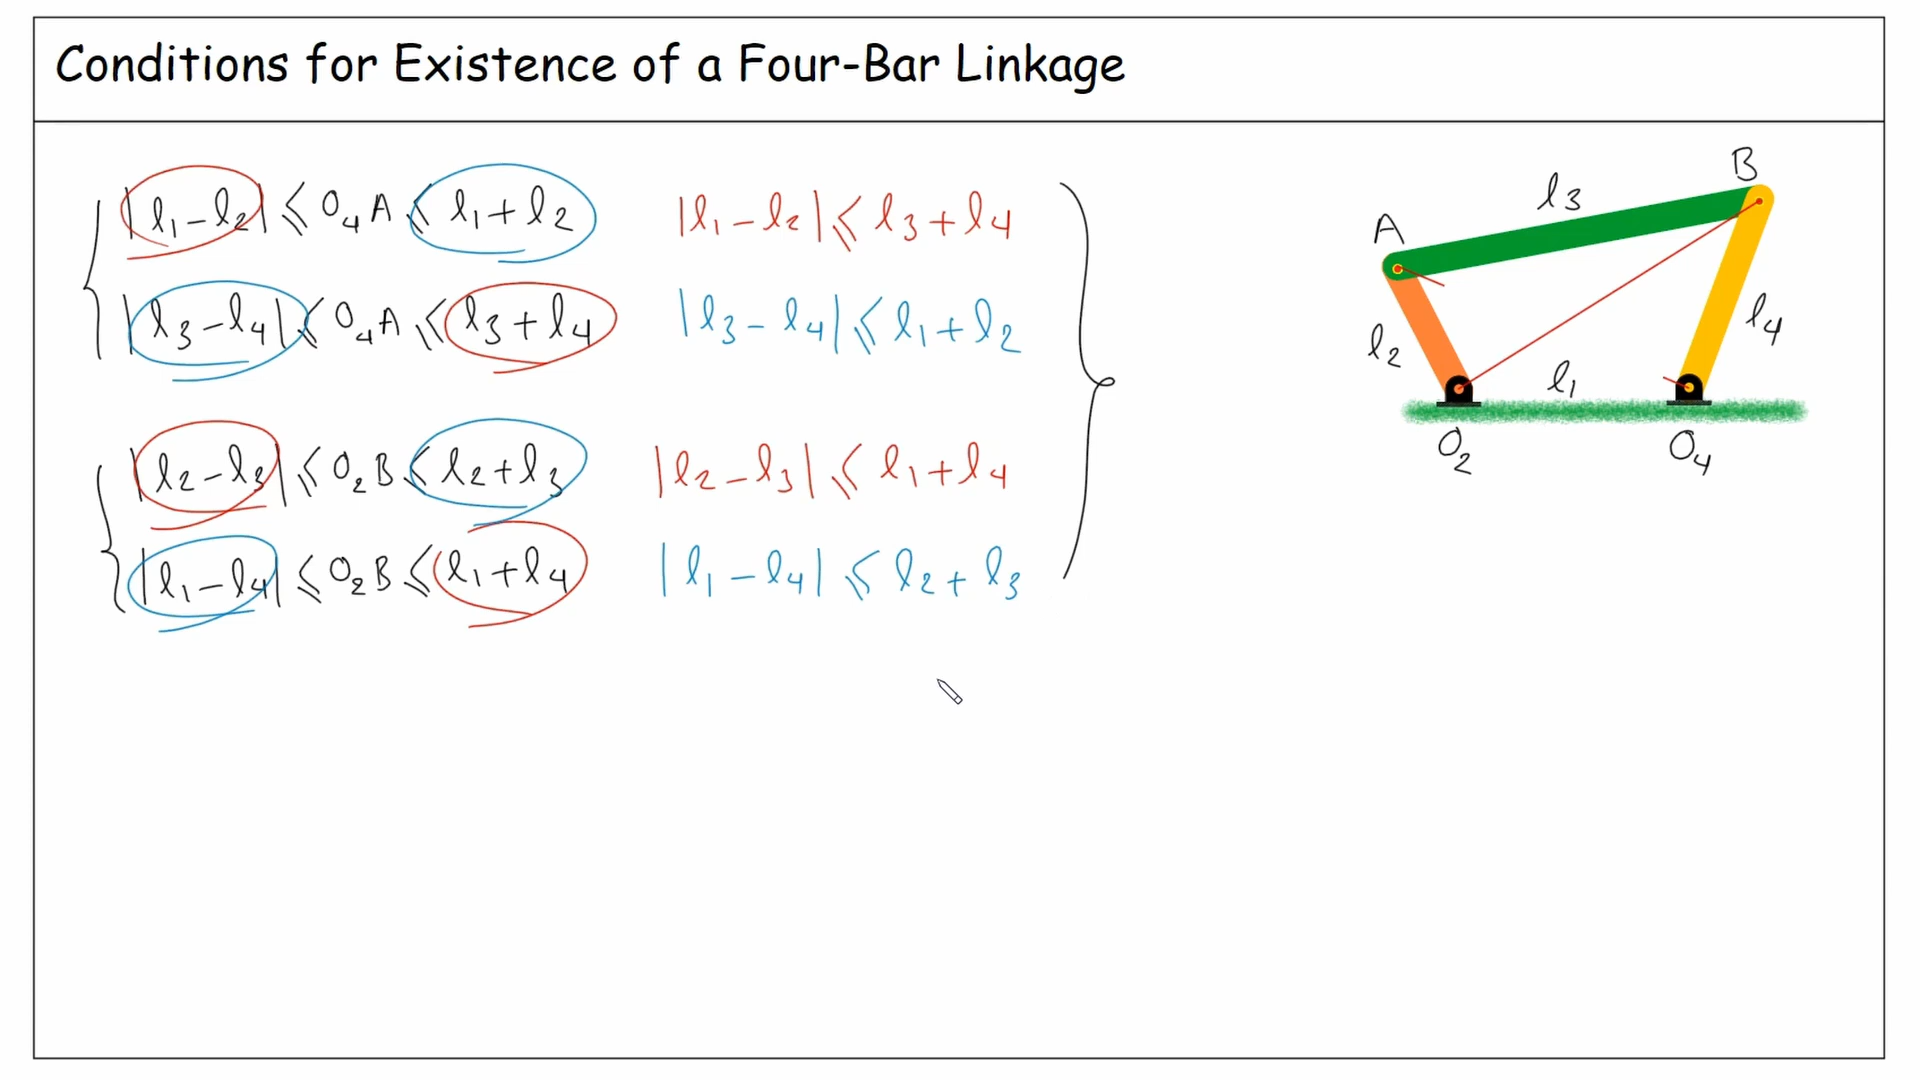 Conditions for Existence of a Four-Bar Linkage
|l₁ - l₂| ⩽ O₄A ⩽ l₁ + l₂
|l₁ - l₂| ⩽ l₃ + l₄
|l₃ - l₄| ⩽ O₄A ⩽ l₃ + l₄
|l₃ - l₄| ⩽ l₁ + l₂
|l₂ - l₃| ⩽ O₂B ⩽ l₂ + l₃
|l₂ - l₃| ⩽ l₁ + l₄
|l₁ - l₄| ⩽ O₂B ⩽ l₁ + l₄
|l₁ - l₄| ⩽ l₂ + l₃
B
l₃
A
l₄
l₂
l₁
O₂
O₄